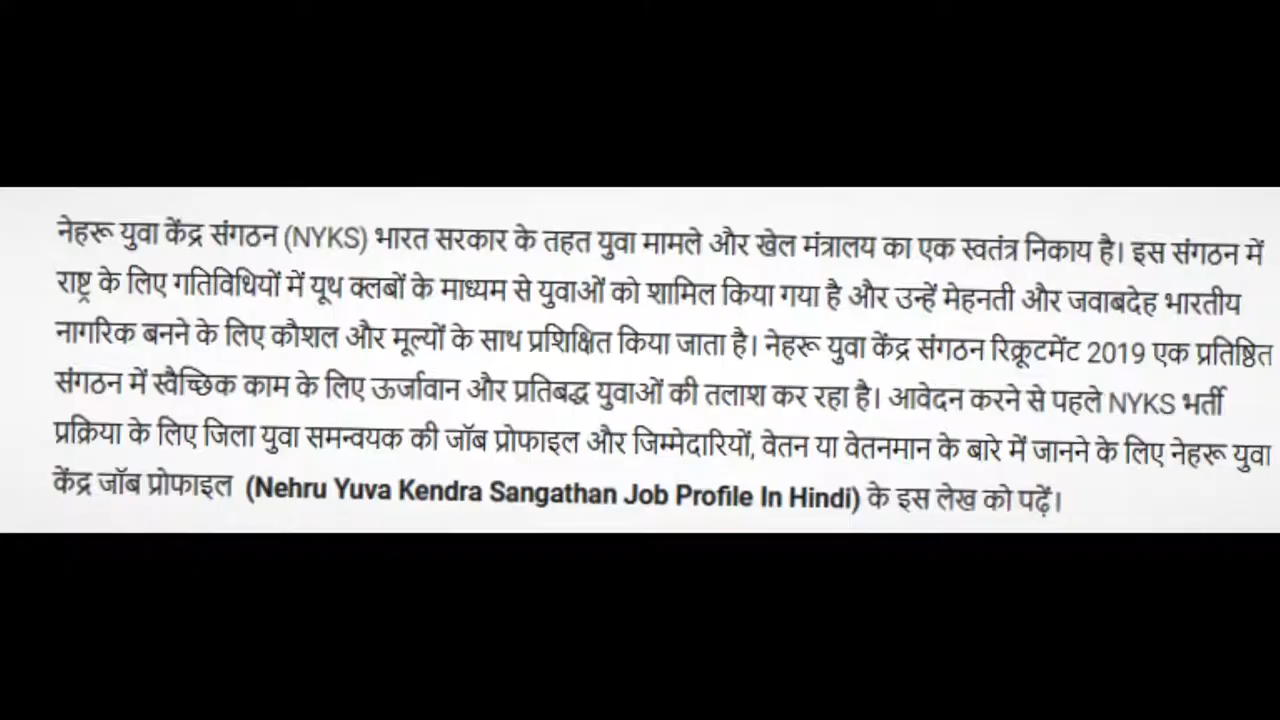 नेहरू युवा केंद्र संगठन (NYKS) भारत सरकार के तहत युवा मामले और खेल मंत्रालय का एक स्वतंत्र निकाय है। इस संगठन में
राष्ट्र के लिए गतिविधियों में यूथ क्लबों के माध्यम से युवाओं को शामिल किया गया है और उन्हें मेहनती और जवाबदेह भारतीय
नागरिक बनने के लिए कौशल और मूल्यों के साथ प्रशिक्षित किया जाता है। नेहरू युवा केंद्र संगठन रिक्रूटमेंट 2019 एक प्रतिष्ठित
संगठन में स्वैच्छिक काम के लिए ऊर्जावान और प्रतिबद्ध युवाओं की तलाश कर रहा है। आवेदन करने से पहले NYKS भर्ती
प्रक्रिया के लिए जिला युवा समन्वयक की जॉब प्रोफाइल और जिम्मेदारियों, वेतन या वेतनमान के बारे में जानने के लिए नेहरू युवा
केंद्र जॉब प्रोफाइल (Nehru Yuva Kendra Sangathan Job Profile In Hindi) के इस लेख को पढ़ें।